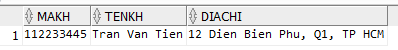 MAKH TENKH DIACHI
1 112233445 Tran Van Tien 12 Dien Bien Phu, Q1, TP HCM